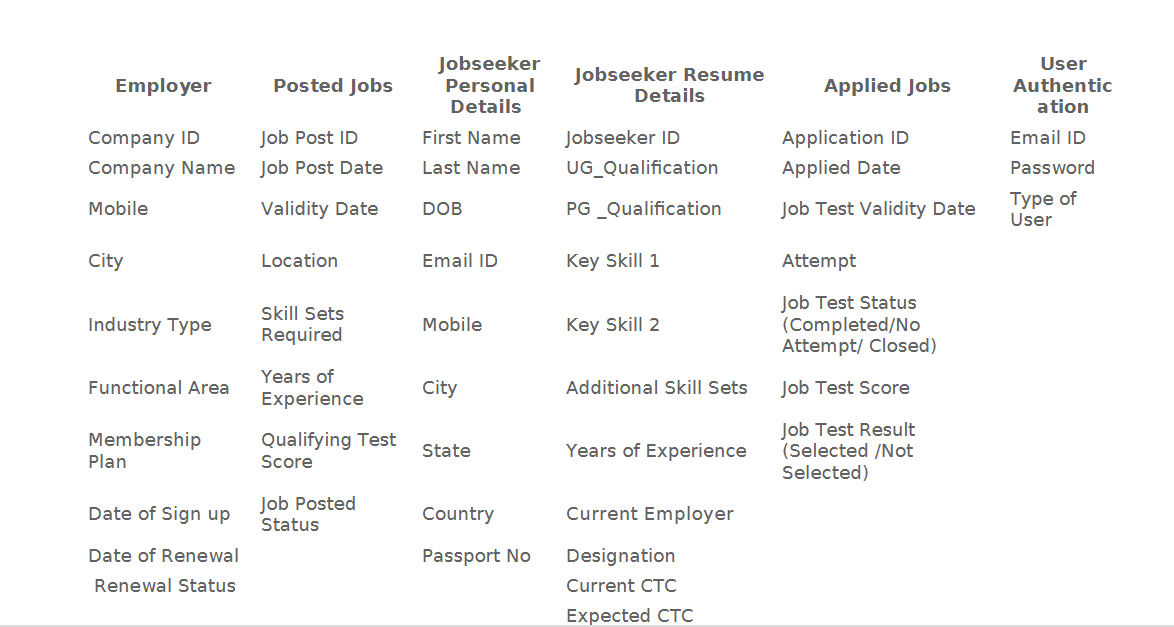 Employer
Posted Jobs
Jobseeker
Personal
Details
Jobseeker Resume
Details
Applied Jobs
User
Authentic
ation
Company ID
Job Post ID
First Name
Jobseeker ID
Application ID
Email ID
Company Name
Job Post Date
Last Name
UG_Qualification
Applied Date
Password
Mobile
Validity Date
DOB
PG _Qualification
Job Test Validity Date
Type of
User
City
Location
Email ID
Key Skill 1
Attempt
Industry Type
Skill Sets
Required
Mobile
Key Skill 2
Job Test Status
(Completed/No
Attempt/ Closed)
Functional Area
Years of
Experience
City
Additional Skill Sets
Job Test Score
Membership
Plan
Qualifying Test
Score
State
Years of Experience
Job Test Result
(Selected /Not
Selected)
Date of Sign up
Job Posted
Status
Country
Current Employer
Date of Renewal
Passport No
Designation
Renewal Status
Current CTC
Expected CTC